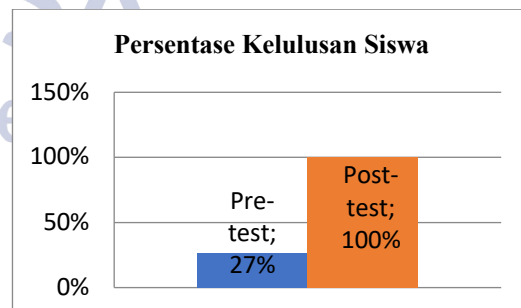 Persentase Kelulusan Siswa
150%
100%
50%
0%
Pre-
test;
27%
Post-
test;
100%